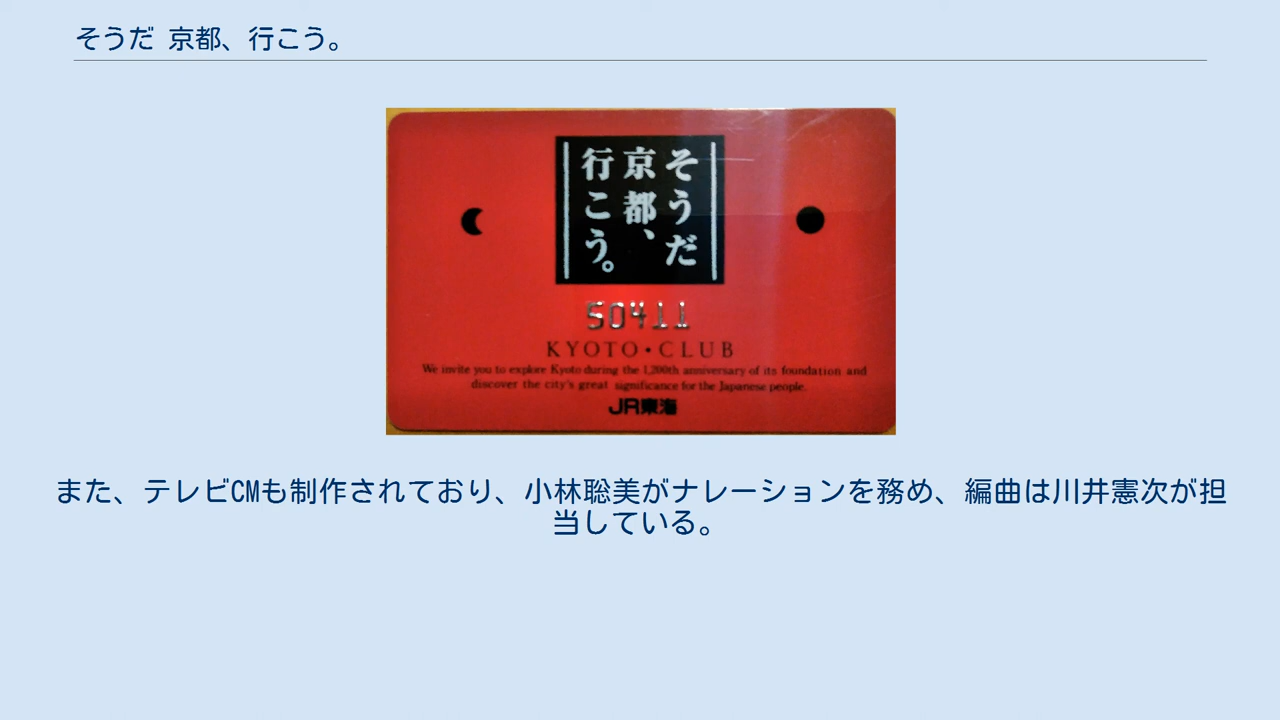 そうだ 京都、行こう。
そうだ
京都、
行こう。
50411
KYOTO・CLUB
We invite you to explore Kyoto during the 1,200th anniversary of its foundation and
discover the city's great significance for the Japanese people.
JR東海
また、テレビCMも制作されており、小林聡美がナレーションを務め、編曲は川井憲次が担
当している。